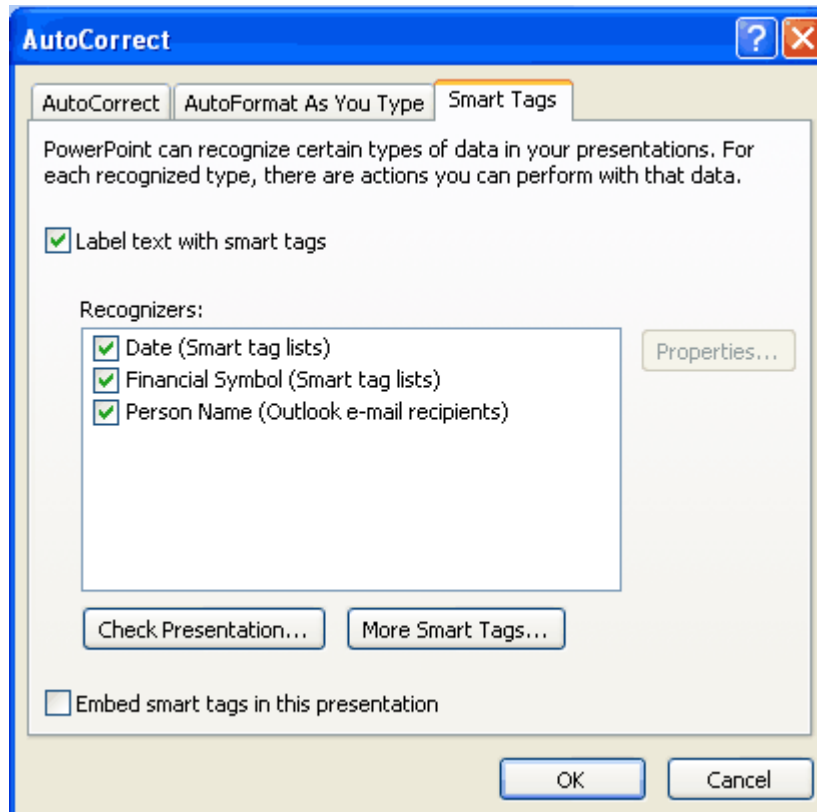 AutoCorrect
AutoCorrect AutoFormat As You Type Smart Tags
PowerPoint can recognize certain types of data in your presentations. For
each recognized type, there are actions you can perform with that data.
Label text with smart tags
Recognizers:
Date (Smart tag lists)
Properties...
Financial Symbol (Smart tag lists)
Person Name (Outlook e-mail recipients)
Check Presentation... More Smart Tags...
Embed smart tags in this presentation
OK Cancel